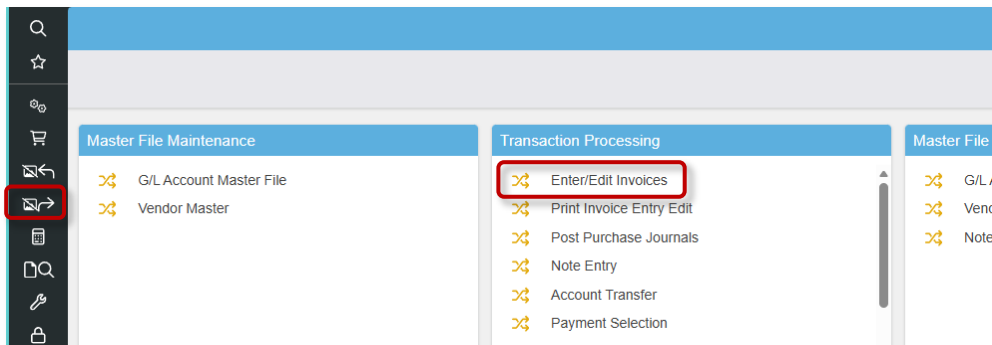 Master File Maintenance
G/L Account Master File
Vendor Master
Transaction Processing
Enter/Edit Invoices
Print Invoice Entry Edit
Post Purchase Journals
Note Entry
Account Transfer
Payment Selection
Master File
G/L
Note